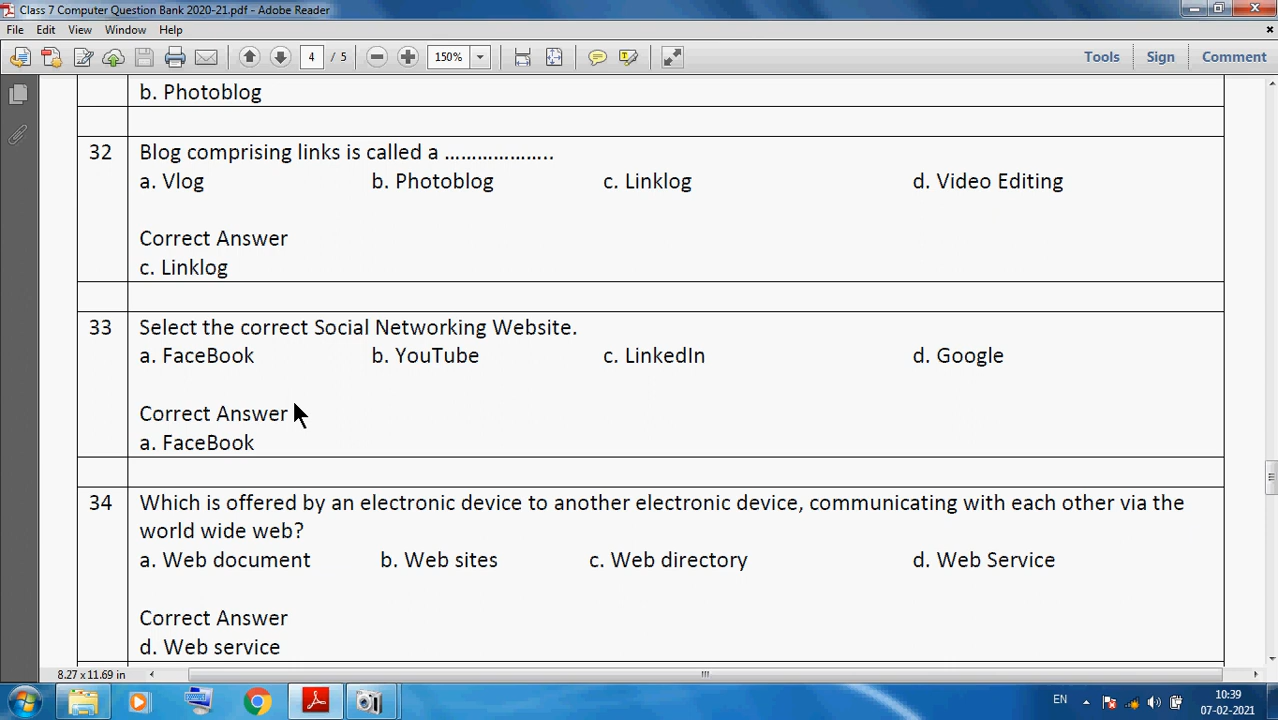 Class 7 Computer Question Bank 2020-21.pdf - Adobe Reader
File Edit View Window Help
4 / 5 150% Tools Sign Comment
b. Photoblog
32 Blog comprising links is called a ………………..
a. Vlog b. Photoblog c. Linklog d. Video Editing
Correct Answer
c. Linklog
33 Select the correct Social Networking Website.
a. FaceBook b. YouTube c. LinkedIn d. Google
Correct Answer
a. FaceBook
34 Which is offered by an electronic device to another electronic device, communicating with each other via the
world wide web?
a. Web document b. Web sites c. Web directory d. Web Service
Correct Answer
d. Web service
8.27 x 11.69 in
EN 10:39
07-02-2021